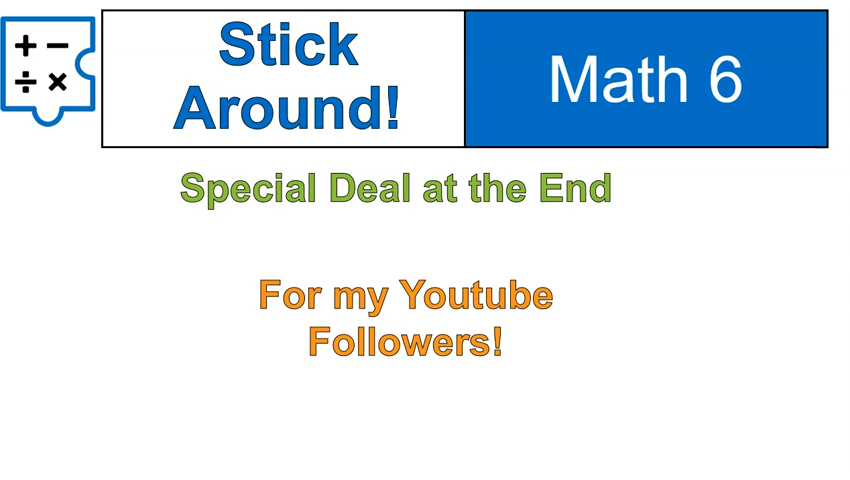 + −
÷ ×
Stick
Around!
Math 6
Special Deal at the End
For my Youtube
Followers!